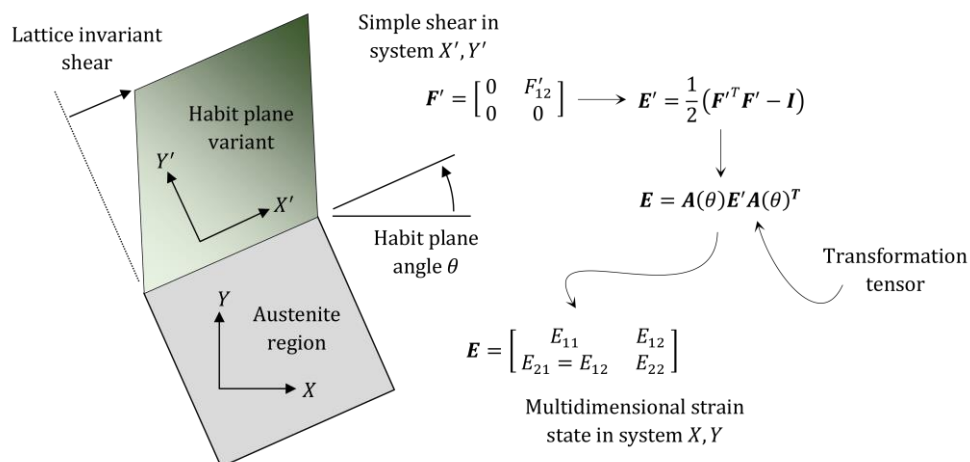 Lattice invariant
shear
Habit plane
variant
Y′
X′
Simple shear in
system X′, Y′
F′ = [0 F′₁₂
0 0] ⟶ E′ = 1/2 (F′ᵀF′ − I)
E = A(θ)E′A(θ)ᵀ
Habit plane
angle θ
Transformation
tensor
Y
Austenite
region
X
E = [E₁₁ E₁₂
E₂₁ = E₁₂ E₂₂]
Multidimensional strain
state in system X, Y